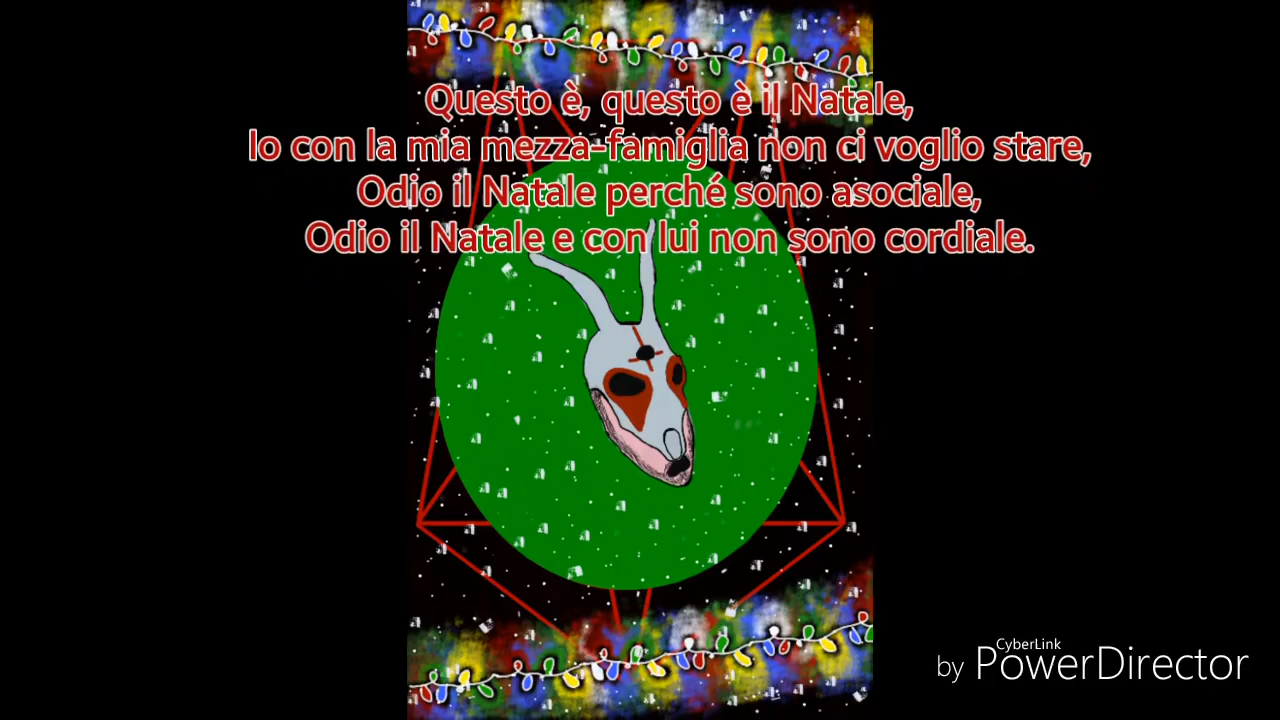 Questo è, questo è il Natale,
Io con la mia mezza-famiglia non ci voglio stare,
Odio il Natale perché sono asociale,
Odio il Natale e con lui non sono cordiale.
CyberLink
by PowerDirector